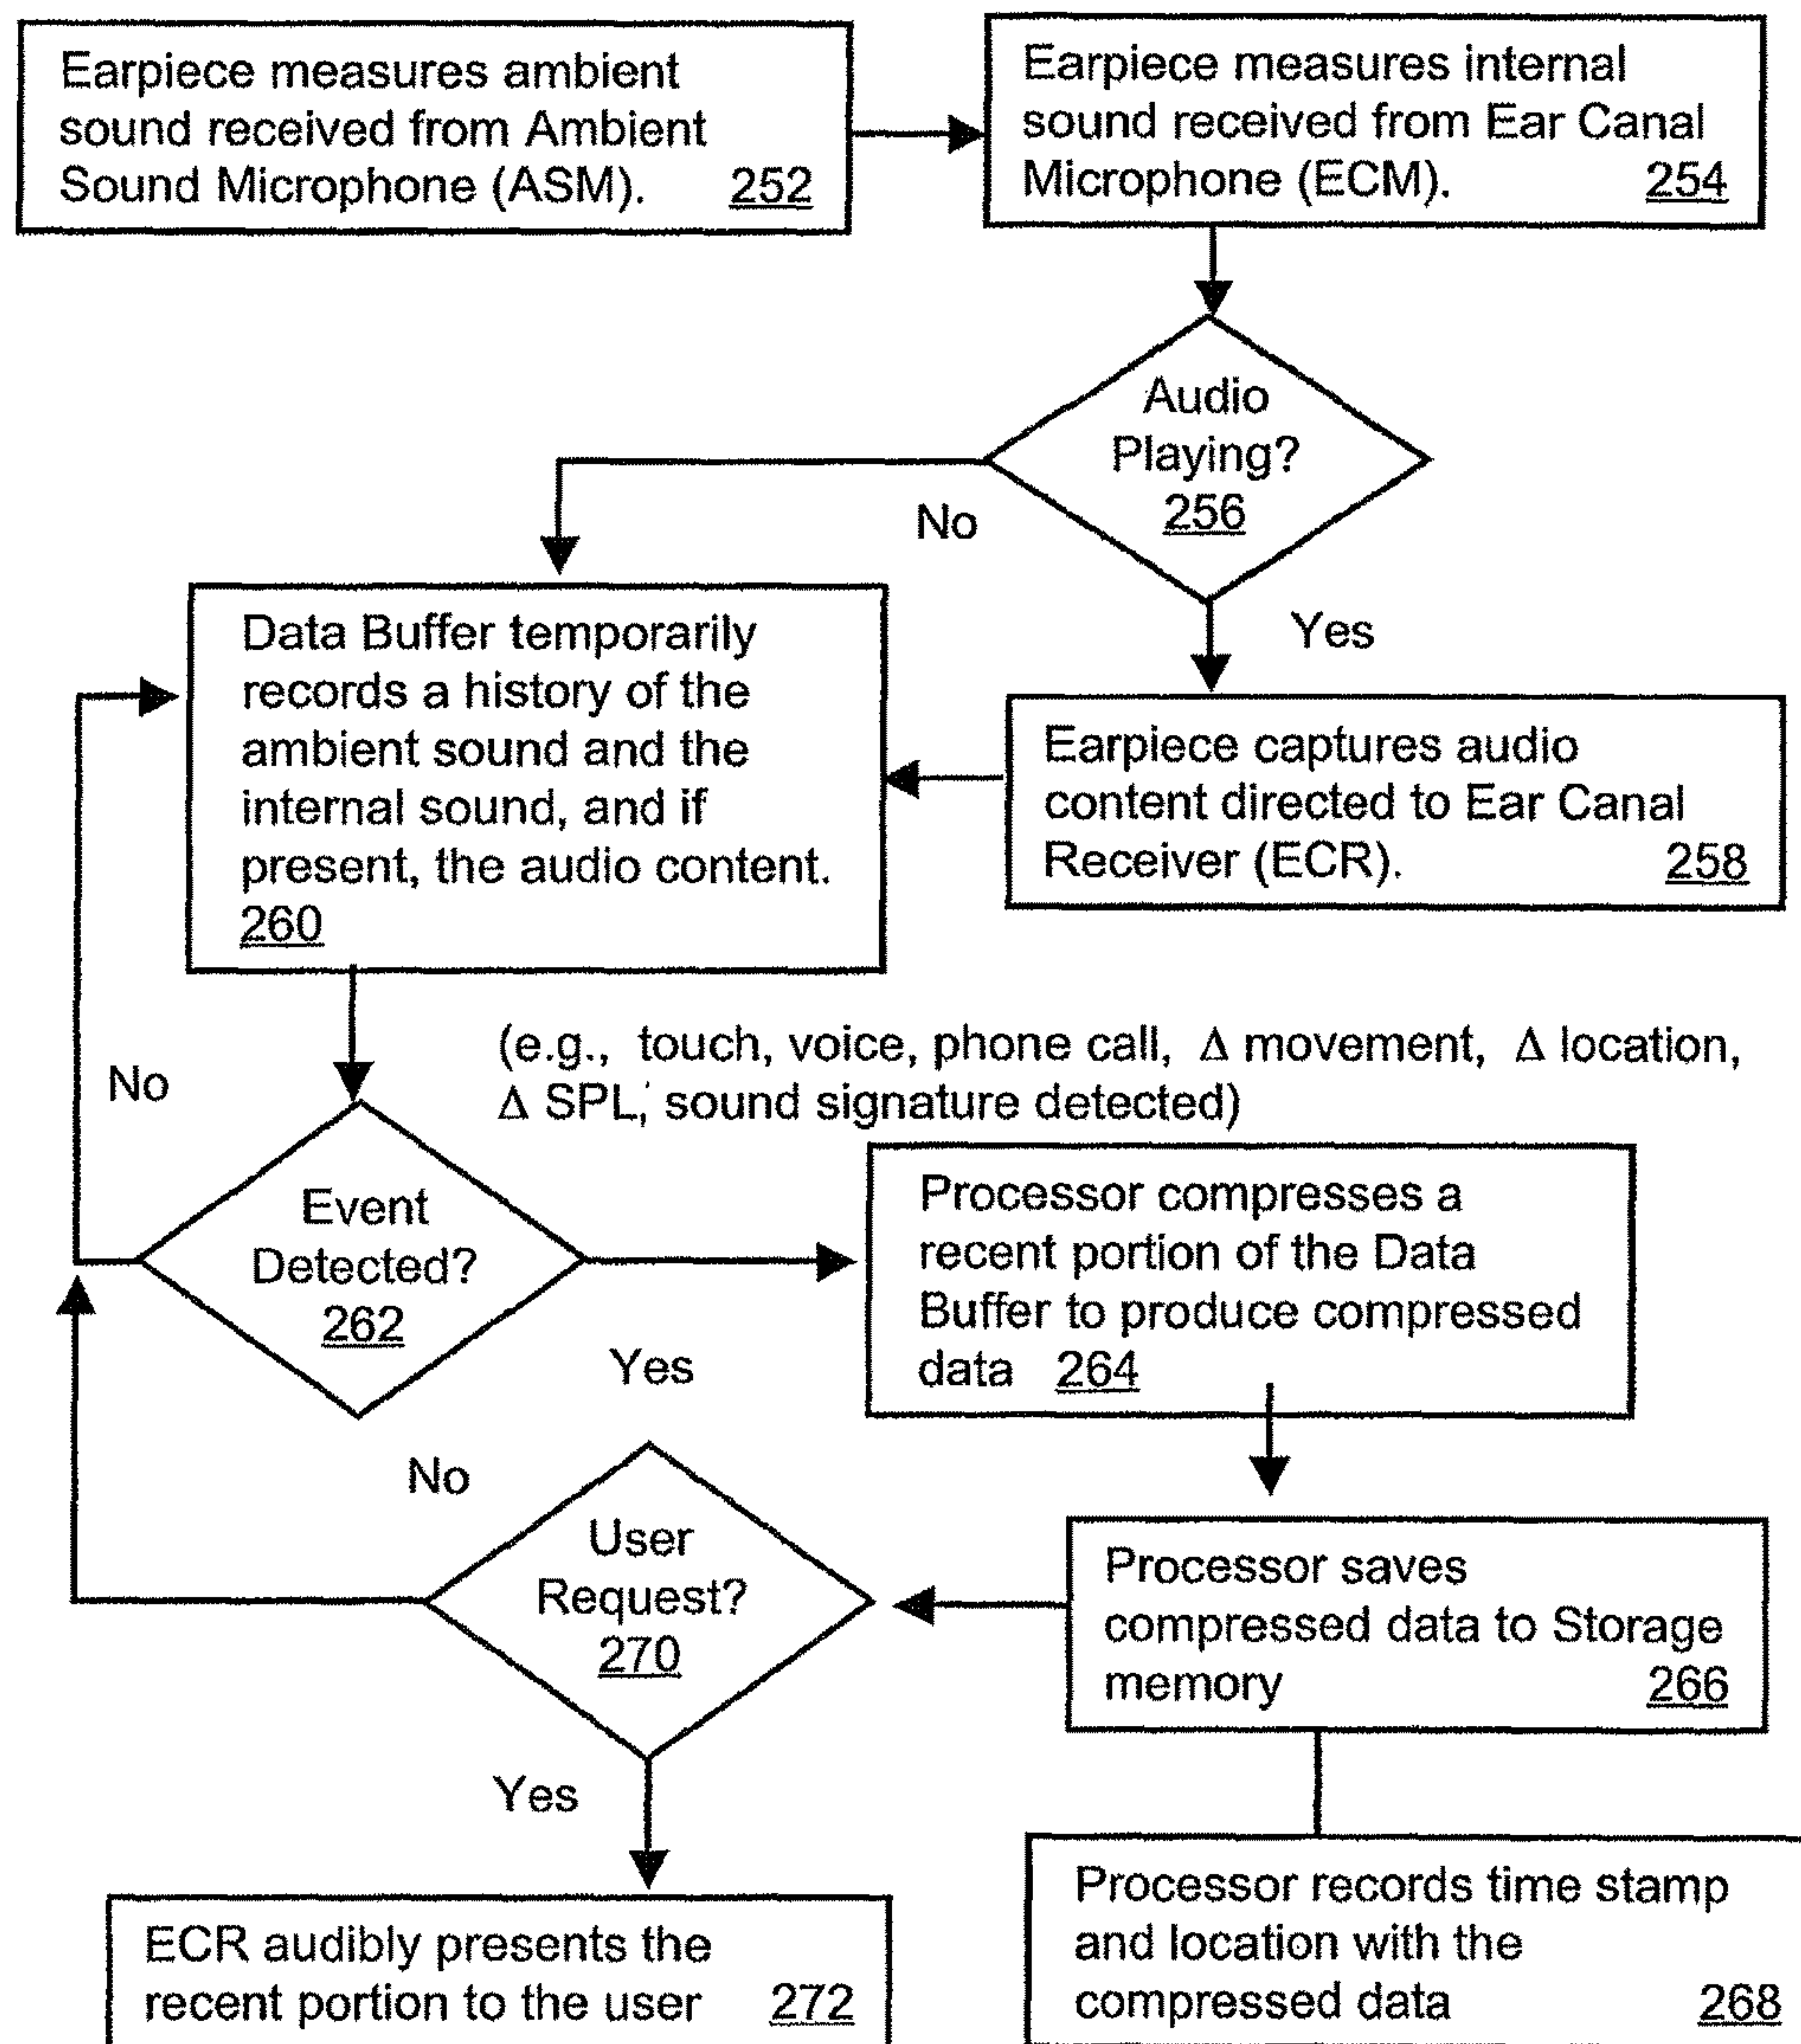 Earpiece measures ambient
sound received from Ambient
Sound Microphone (ASM). 252
Earpiece measures internal
sound received from Ear Canal
Microphone (ECM). 254
Audio
Playing?
256
No
Yes
Earpiece captures audio
content directed to Ear Canal
Receiver (ECR). 258
Data Buffer temporarily
records a history of the
ambient sound and the
internal sound, and if
present, the audio content.
260
(e.g., touch, voice, phone call, Δ movement, Δ location,
Δ SPL, sound signature detected)
No
Event
Detected?
262
Yes
Processor compresses a
recent portion of the Data
Buffer to produce compressed
data 264
Processor saves
compressed data to Storage
memory 266
Processor records time stamp
and location with the
compressed data 268
No
User
Request?
270
Yes
ECR audibly presents the
recent portion to the user 272